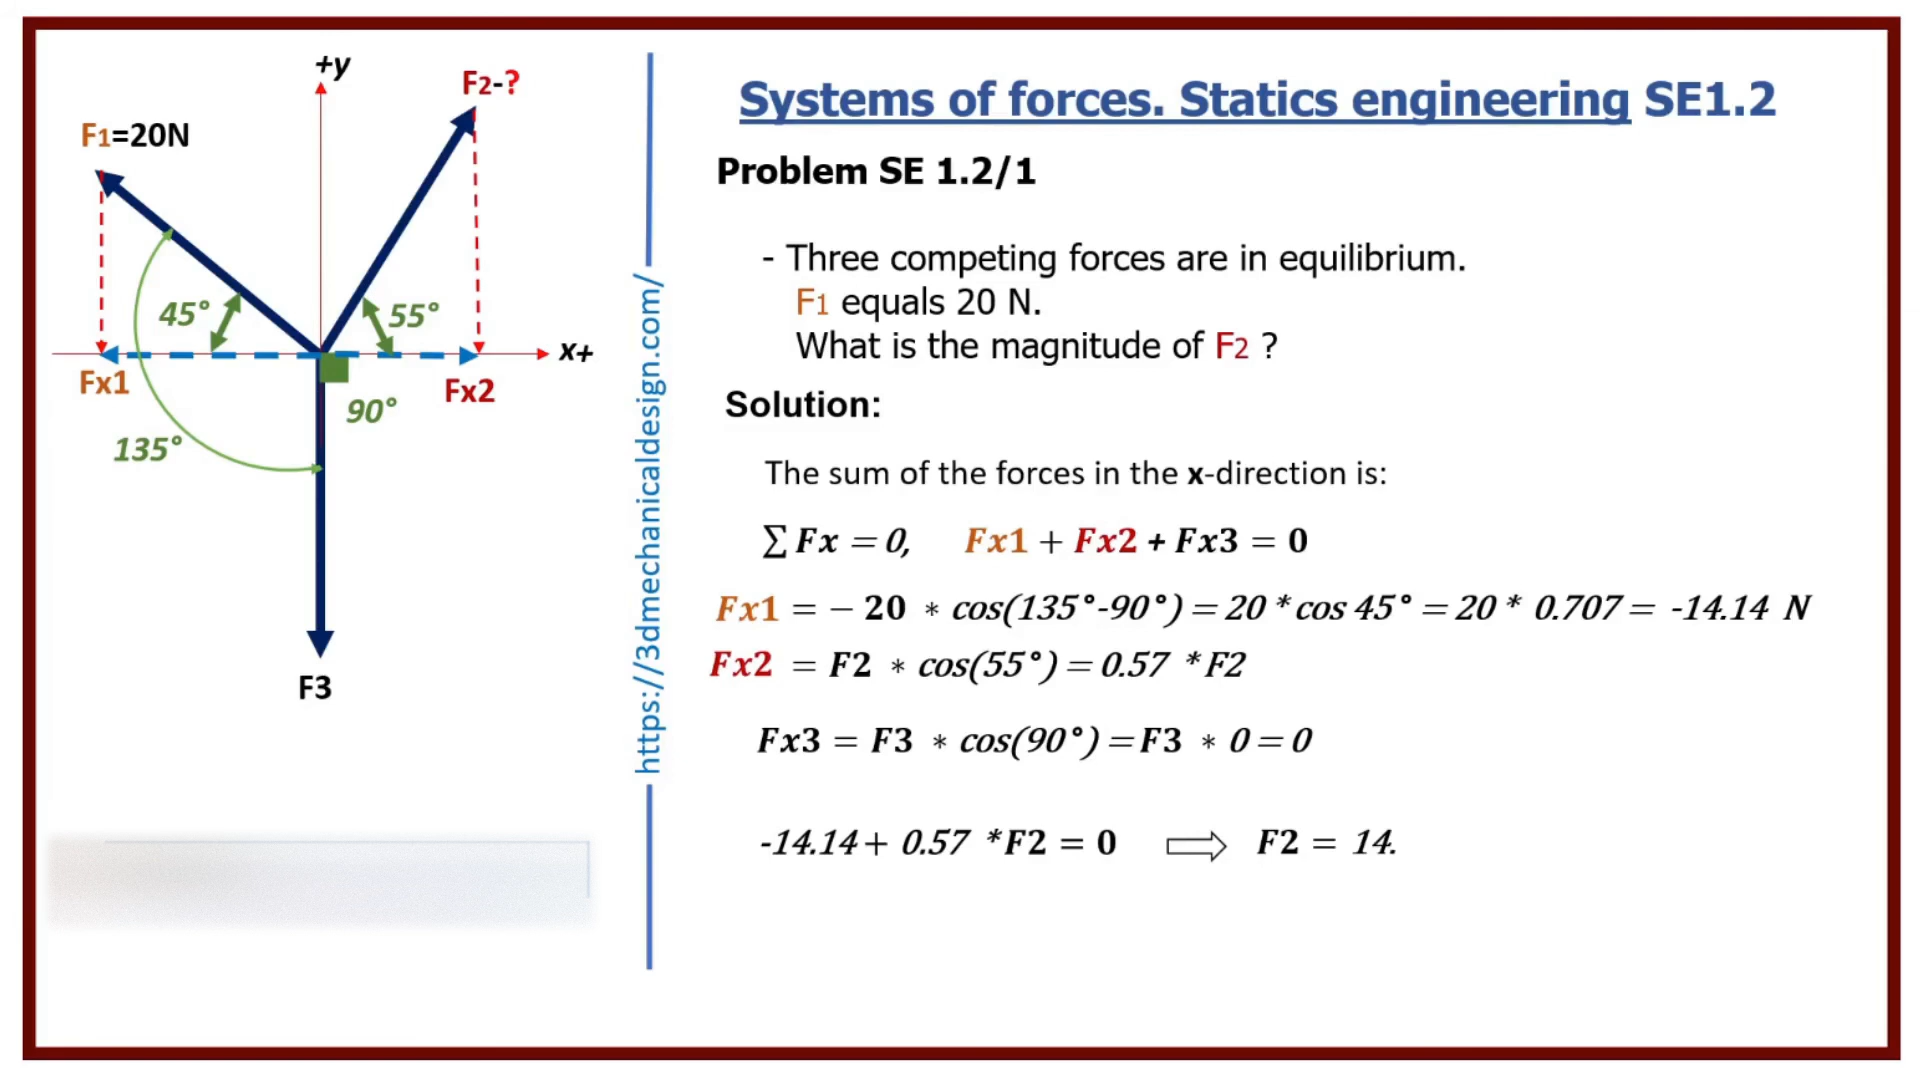 +y
F2-?
F1=20N
45°
55°
x+
Fx1
Fx2
90°
135°
F3
https://3dmechanicaldesign.com/
Systems of forces. Statics engineering SE1.2
Problem SE 1.2/1
- Three competing forces are in equilibrium.
F1 equals 20 N.
What is the magnitude of F2 ?
Solution:
The sum of the forces in the x-direction is:
∑ Fx = 0, Fx1 + Fx2 + Fx3 = 0
Fx1 = − 20 * cos(135°-90°) = 20 * cos 45° = 20 * 0.707 = -14.14 N
Fx2 = F2 * cos(55°) = 0.57 * F2
Fx3 = F3 * cos(90°) = F3 * 0 = 0
-14.14 + 0.57 * F2 = 0 ⇨ F2 = 14.